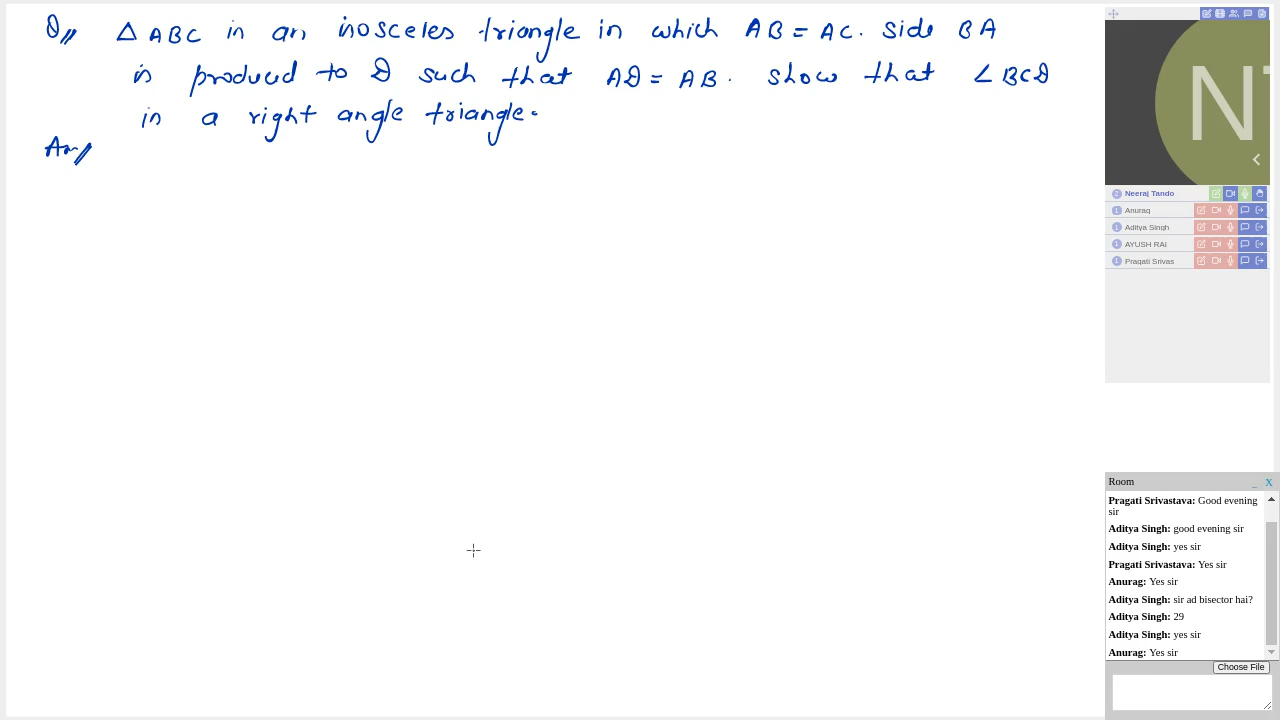 Q// △ ABC in an inosceles triangle in which AB = AC. side BA
is produced to D such that AD = AB. show that ∠BCD
in a right angle triangle.
An//
NT
Neeraj Tando
Anurag
Aditya Singh
AYUSH RAI
Pragati Srivas
Room _ X
Pragati Srivastava: Good evening
sir
Aditya Singh: good evening sir
Aditya Singh: yes sir
Pragati Srivastava: Yes sir
Anurag: Yes sir
Aditya Singh: sir ad bisector hai?
Aditya Singh: 29
Aditya Singh: yes sir
Anurag: Yes sir
Choose File